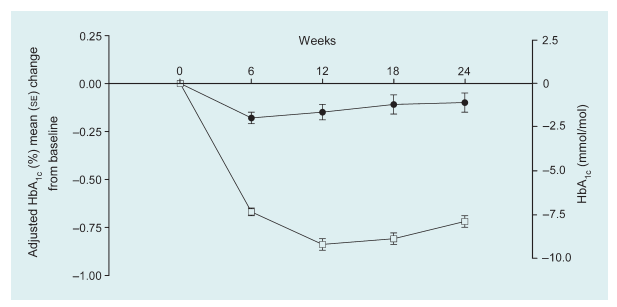 Weeks
0 6 12 18 24
0.25
0.00
–0.25
–0.50
–0.75
–1.00
Adjusted HbA1c (%) mean (SE) change
from baseline
2.5
0
–2.5
–5.0
–7.5
–10.0
HbA1c (mmol/mol)